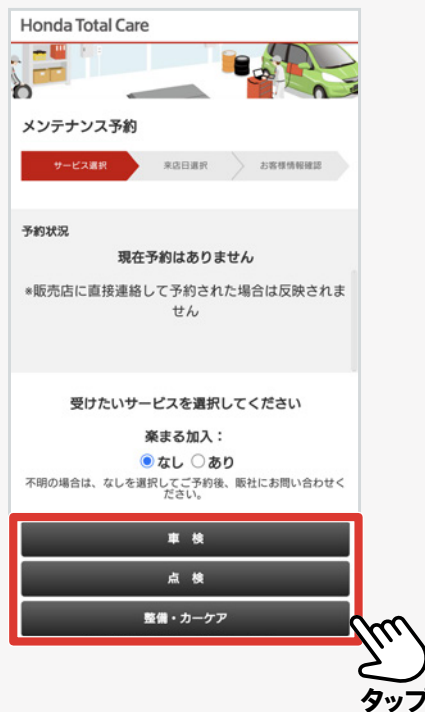 Honda Total Care
メンテナンス予約
サービス選択 来店日選択 お客様情報確認
予約状況
現在予約はありません
※販売店に直接連絡して予約された場合は反映されま
せん
受けたいサービスを選択してください
楽まる加入：
なし あり
不明の場合は、なしを選択してご予約後、販社にお問い合わせく
ださい。
車 検
点 検
整備・カーケア
タップ